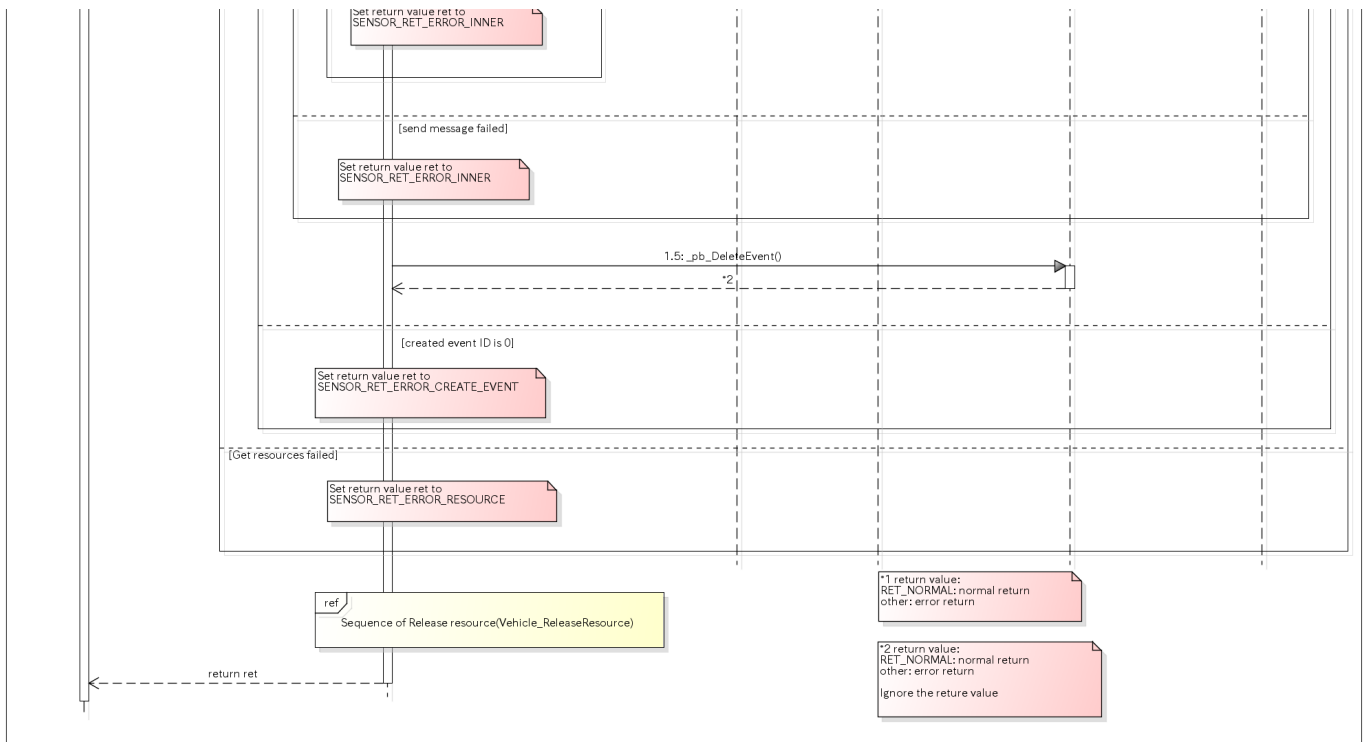 Set return value ret to
SENSOR_RET_ERROR_INNER
[send message failed]
Set return value ret to
SENSOR_RET_ERROR_INNER
1.5: _pb_DeleteEvent()
*2
[created event ID is 0]
Set return value ret to
SENSOR_RET_ERROR_CREATE_EVENT
[Get resources failed]
Set return value ret to
SENSOR_RET_ERROR_RESOURCE
*1 return value:
RET_NORMAL: normal return
other: error return
ref
Sequence of Release resource(Vehicle_ReleaseResource)
*2 return value:
RET_NORMAL: normal return
other: error return
Ignore the reture value
return ret